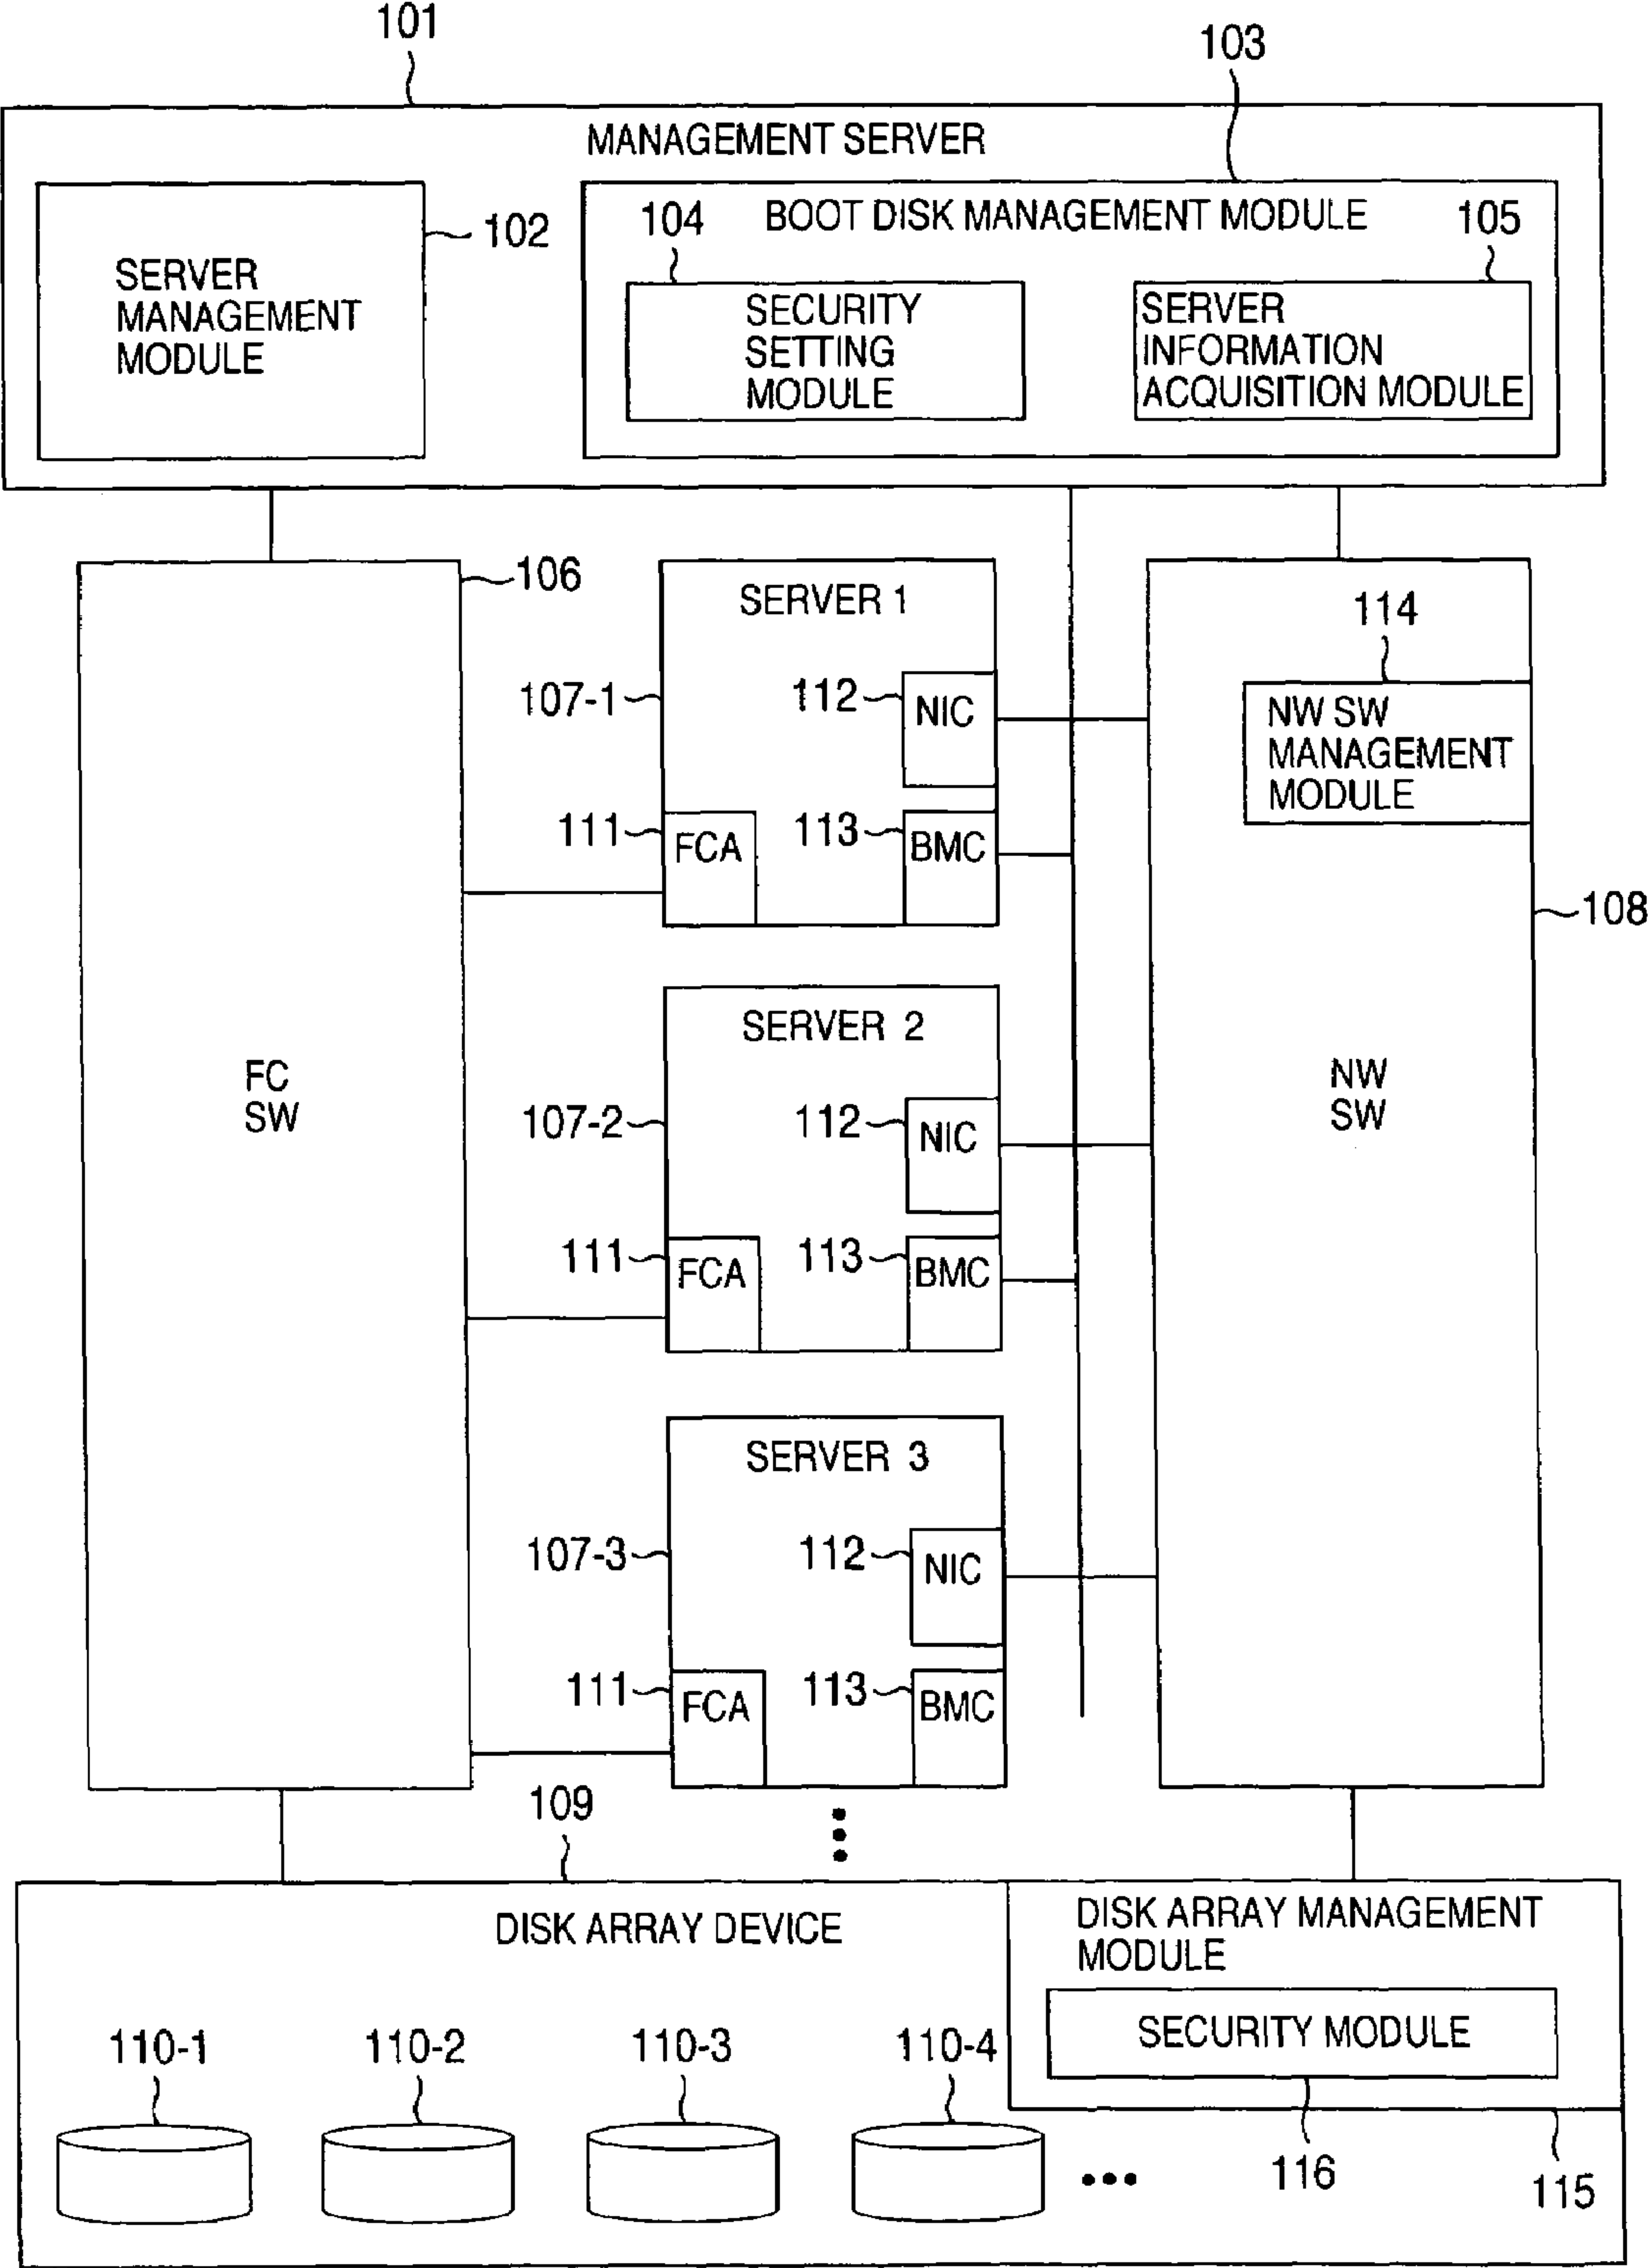 101
103
MANAGEMENT SERVER
102
SERVER
MANAGEMENT
MODULE
104
BOOT DISK MANAGEMENT MODULE
105
SECURITY
SETTING
MODULE
SERVER
INFORMATION
ACQUISITION MODULE
106
FC
SW
SERVER 1
107-1
112
NIC
111
FCA
113
BMC
SERVER 2
107-2
112
NIC
111
FCA
113
BMC
SERVER 3
107-3
112
NIC
111
FCA
113
BMC
114
NW SW
MANAGEMENT
MODULE
108
NW
SW
109
DISK ARRAY DEVICE
DISK ARRAY MANAGEMENT
MODULE
SECURITY MODULE
110-1
110-2
110-3
110-4
116
115